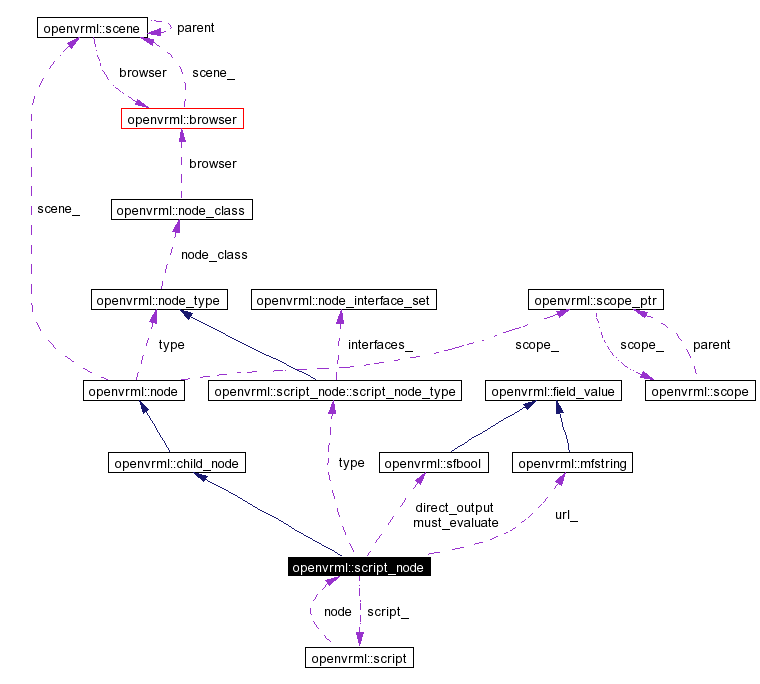 openvrml::scene
parent
browser
scene_
openvrml::browser
browser
scene_
openvrml::node_class
node_class
openvrml::node_type
openvrml::node_interface_set
openvrml::scope_ptr
type
interfaces_
scope_
scope_
parent
openvrml::node
openvrml::script_node::script_node_type
openvrml::field_value
openvrml::scope
openvrml::child_node
type
openvrml::sfbool
openvrml::mfstring
direct_output
must_evaluate
url_
openvrml::script_node
node
script_
openvrml::script